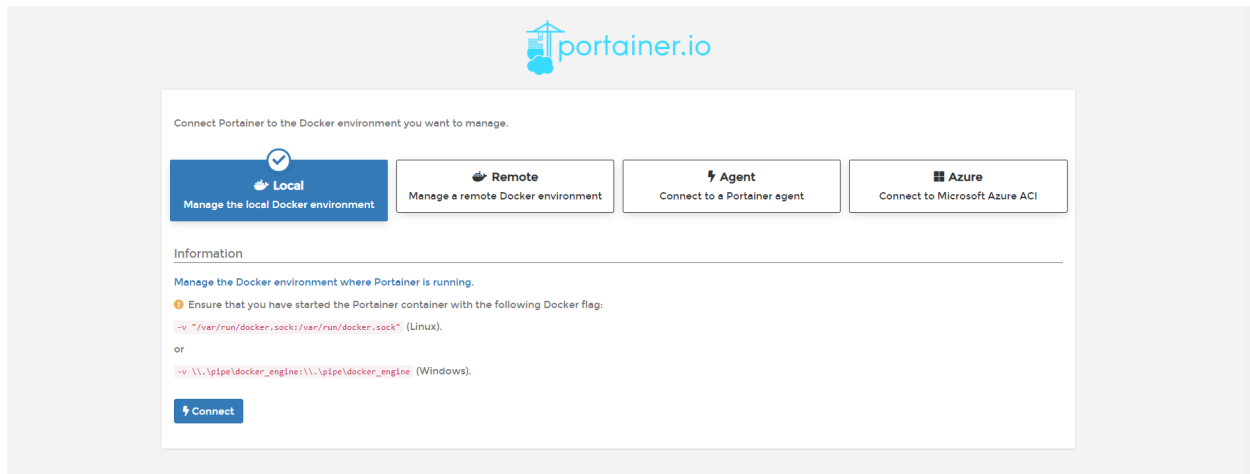 portainer.io
Connect Portainer to the Docker environment you want to manage.
Local
Manage the local Docker environment
Remote
Manage a remote Docker environment
Agent
Connect to a Portainer agent
Azure
Connect to Microsoft Azure ACI
Information
Manage the Docker environment where Portainer is running.
Ensure that you have started the Portainer container with the following Docker flag:
-v "/var/run/docker.sock:/var/run/docker.sock" (Linux).
or
-v \\.\pipe\docker_engine:\\.\pipe\docker_engine (Windows).
Connect